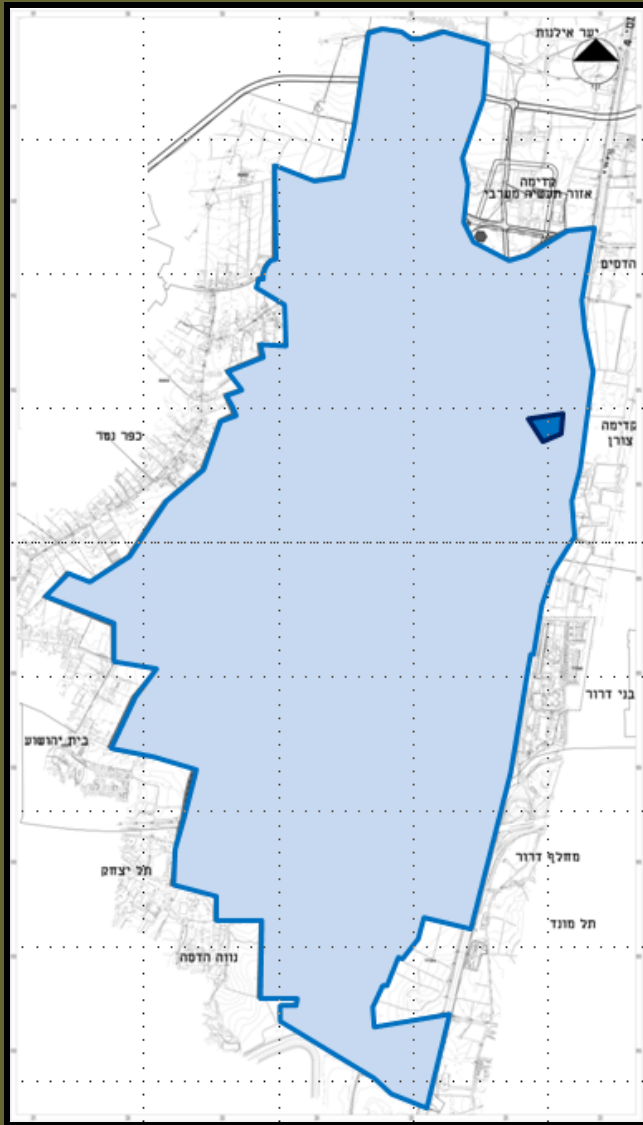 יער אילנות
קדימה
אזור תעשיה מערבי
הדסים
קדימה
צורן
כפר נטר
בני דרור
בית יהושוע
מחלף דרור
תל יצחק
תל מונד
נווה הדסה